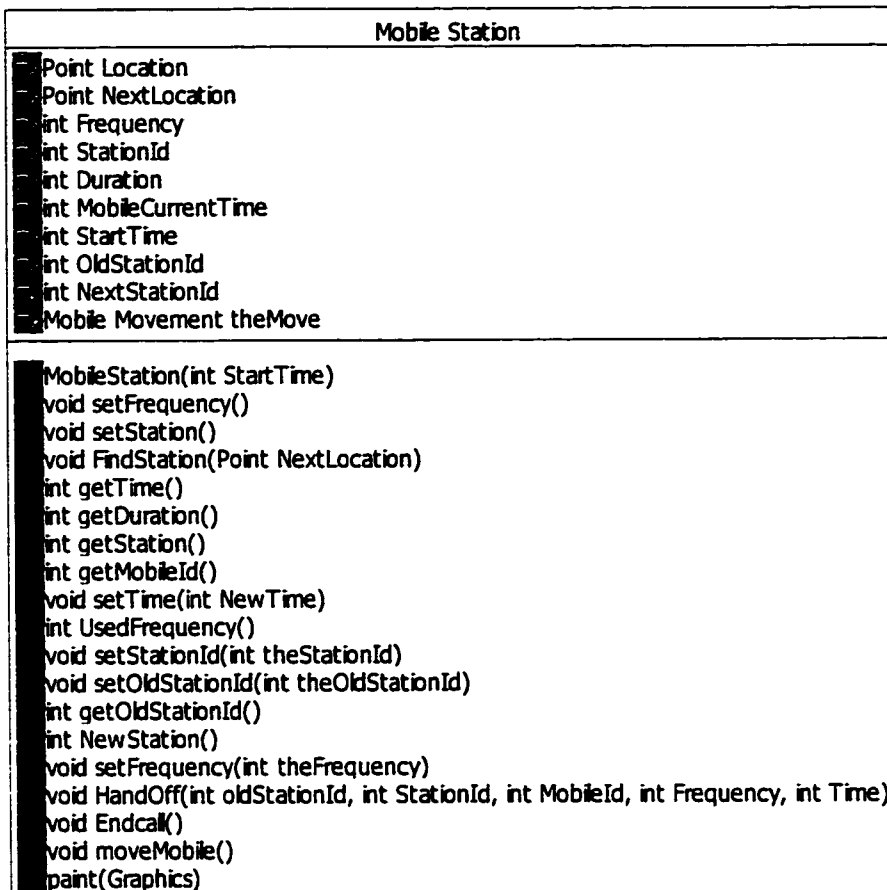 Mobile Station
Point Location
Point NextLocation
int Frequency
int StationId
int Duration
int MobileCurrentTime
int StartTime
int OldStationId
int NextStationId
Mobile Movement theMove
MobileStation(int StartTime)
void setFrequency()
void setStation()
void FindStation(Point NextLocation)
int getTime()
int getDuration()
int getStation()
int getMobileId()
void setTime(int NewTime)
int UsedFrequency()
void setStationId(int theStationId)
void setOldStationId(int theOldStationId)
int getOldStationId()
int NewStation()
void setFrequency(int theFrequency)
void HandOff(int oldStationId, int StationId, int MobileId, int Frequency, int Time)
void Endcall()
void moveMobile()
paint(Graphics)